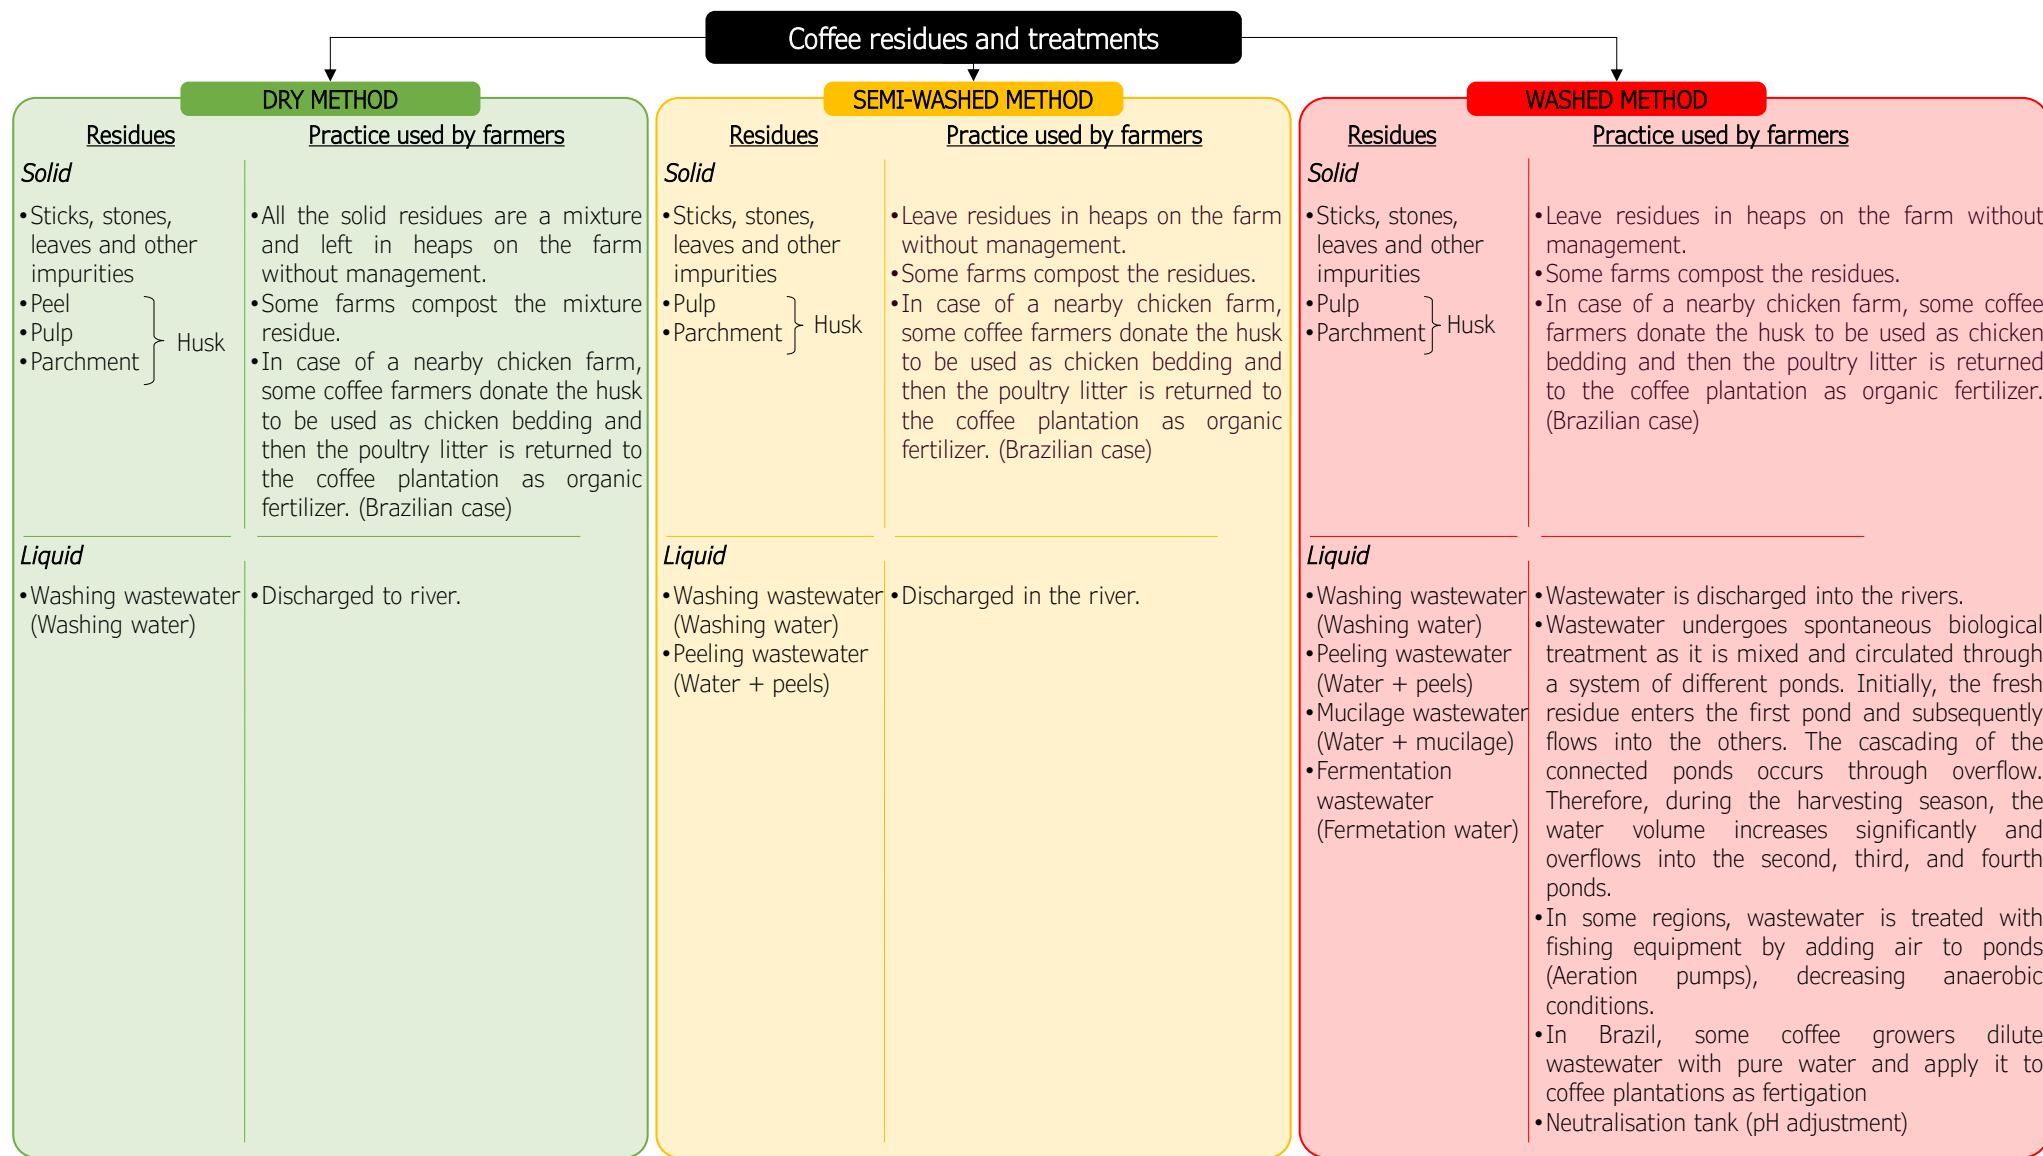 Coffee residues and treatments
DRY METHOD
Residues
Practice used by farmers
Solid
•Sticks, stones,
leaves and other
impurities
•Peel
•Pulp
•Parchment
Husk
•All the solid residues are a mixture
and left in heaps on the farm
without management.
•Some farms compost the mixture
residue.
•In case of a nearby chicken farm,
some coffee farmers donate the husk
to be used as chicken bedding and
then the poultry litter is returned to
the coffee plantation as organic
fertilizer. (Brazilian case)
Liquid
•Washing wastewater
(Washing water)
•Discharged to river.
SEMI-WASHED METHOD
Residues
Practice used by farmers
Solid
•Sticks, stones,
leaves and other
impurities
•Pulp
•Parchment
Husk
•Leave residues in heaps on the farm
without management.
•Some farms compost the residues.
•In case of a nearby chicken farm,
some coffee farmers donate the husk
to be used as chicken bedding and
then the poultry litter is returned to
the coffee plantation as organic
fertilizer. (Brazilian case)
Liquid
•Washing wastewater
(Washing water)
•Peeling wastewater
(Water + peels)
•Discharged in the river.
WASHED METHOD
Residues
Practice used by farmers
Solid
•Sticks, stones,
leaves and other
impurities
•Pulp
•Parchment
Husk
•Leave residues in heaps on the farm without
management.
•Some farms compost the residues.
•In case of a nearby chicken farm, some coffee
farmers donate the husk to be used as chicken
bedding and then the poultry litter is returned
to the coffee plantation as organic fertilizer.
(Brazilian case)
Liquid
•Washing wastewater
(Washing water)
•Peeling wastewater
(Water + peels)
•Mucilage wastewater
(Water + mucilage)
•Fermentation
wastewater
(Fermetation water)
•Wastewater is discharged into the rivers.
•Wastewater undergoes spontaneous biological
treatment as it is mixed and circulated through
a system of different ponds. Initially, the fresh
residue enters the first pond and subsequently
flows into the others. The cascading of the
connected ponds occurs through overflow.
Therefore, during the harvesting season, the
water volume increases significantly and
overflows into the second, third, and fourth
ponds.
•In some regions, wastewater is treated with
fishing equipment by adding air to ponds
(Aeration pumps), decreasing anaerobic
conditions.
•In Brazil, some coffee growers dilute
wastewater with pure water and apply it to
coffee plantations as fertigation
•Neutralisation tank (pH adjustment)